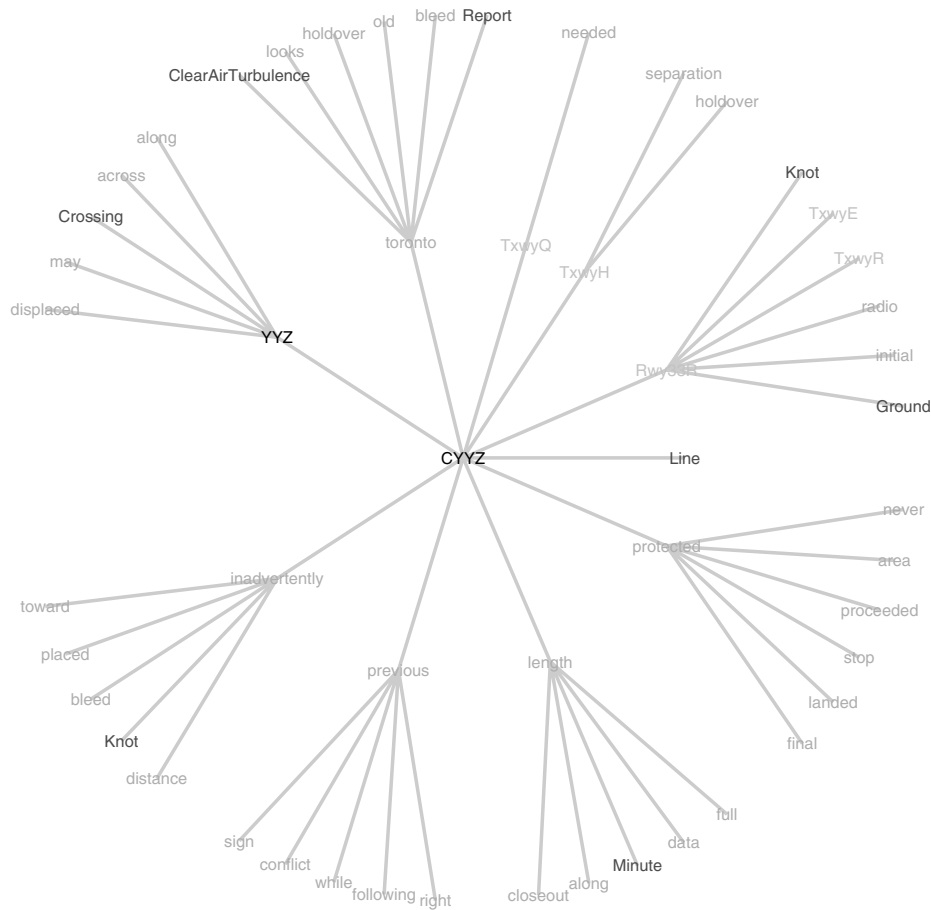 bleed
Report
old
holdover
needed
looks
ClearAirTurbulence
separation
holdover
along
across
Knot
Crossing
TxwyE
toronto
TxwyQ
TxwyR
may
TxwyH
displaced
radio
YYZ
initial
Rwy33R
Ground
CYYZ
Line
never
protected
area
inadvertently
toward
proceeded
placed
stop
previous
length
bleed
landed
Knot
final
distance
full
sign
data
conflict
Minute
while
following
right
closeout
along